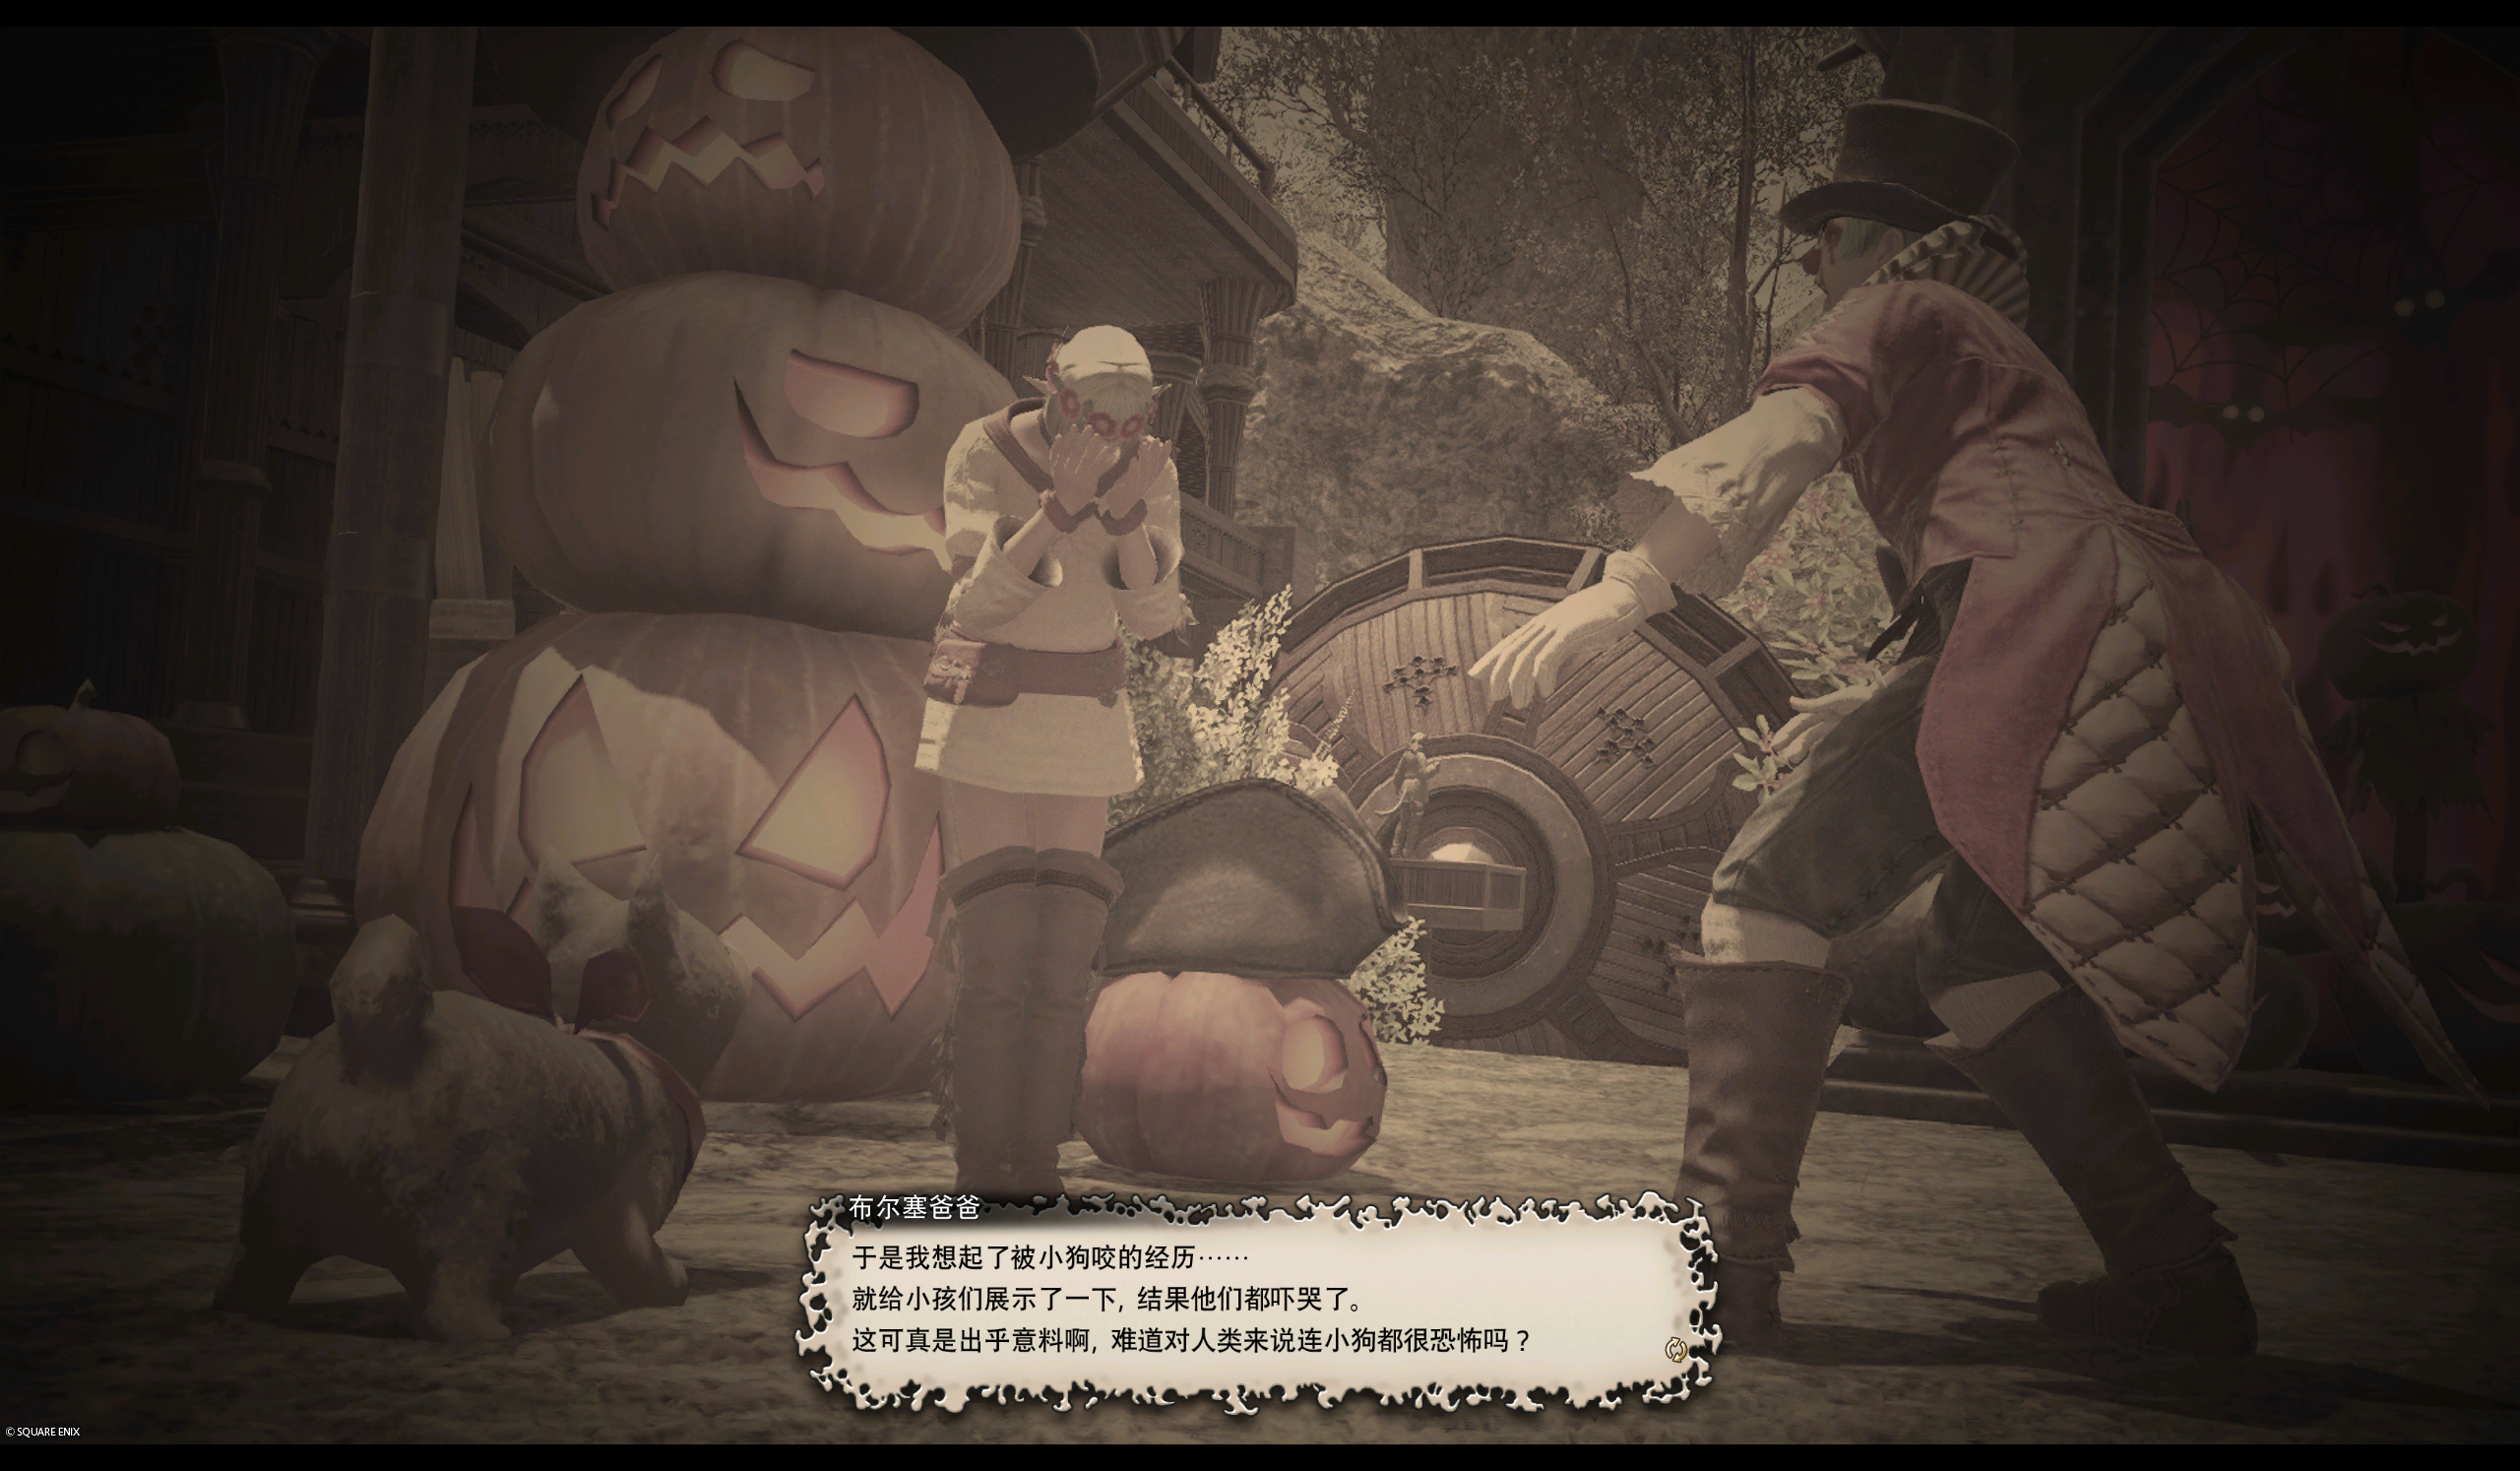 布尔塞爸爸
于是我想起了被小狗咬的经历……
就给小孩们展示了一下, 结果他们都吓哭了。
这可真是出乎意料啊, 难道对人类来说连小狗都很恐怖吗？
© SQUARE ENIX